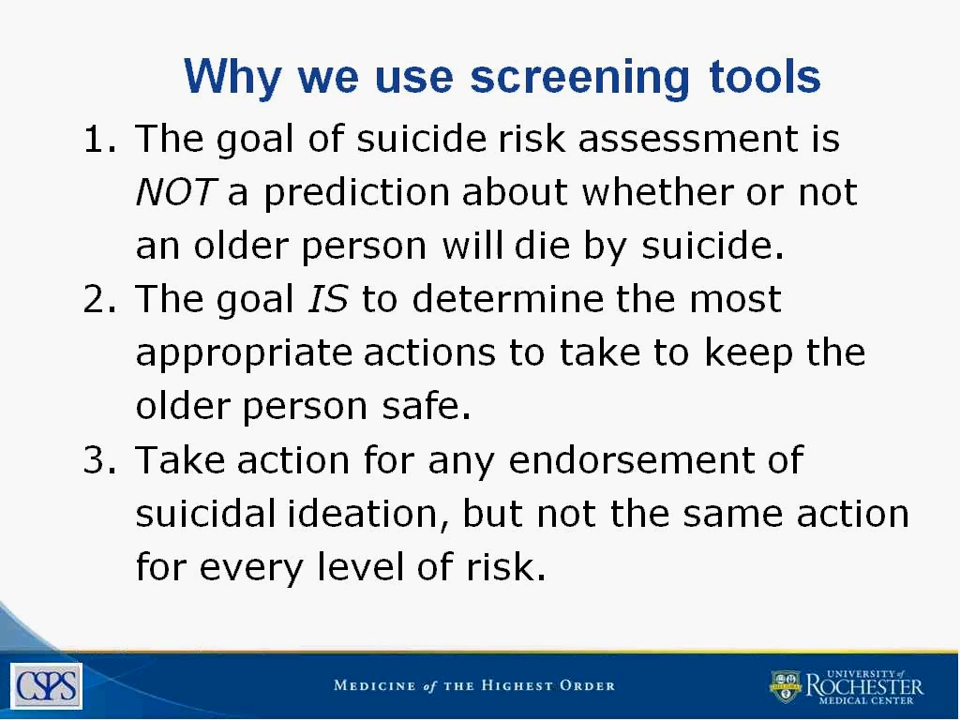 Why we use screening tools
1. The goal of suicide risk assessment is
NOT a prediction about whether or not
an older person will die by suicide.
2. The goal IS to determine the most
appropriate actions to take to keep the
older person safe.
3. Take action for any endorsement of
suicidal ideation, but not the same action
for every level of risk.
CSPS
MEDICINE of THE HIGHEST ORDER
UNIVERSITY of
ROCHESTER
MEDICAL CENTER